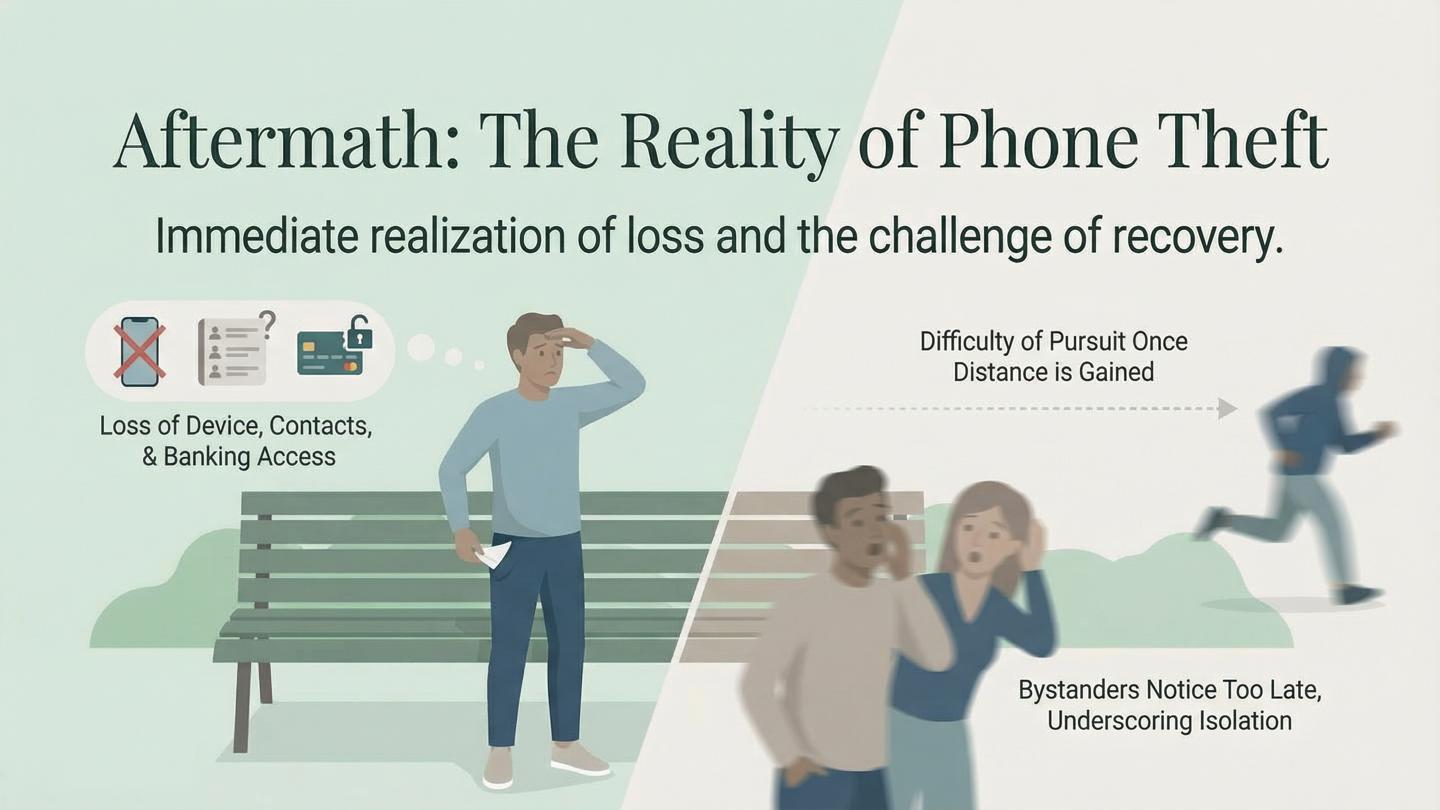 Aftermath: The Reality of Phone Theft
Immediate realization of loss and the challenge of recovery.
?
Loss of Device, Contacts,
& Banking Access
Difficulty of Pursuit Once
Distance is Gained
Bystanders Notice Too Late,
Underscoring Isolation